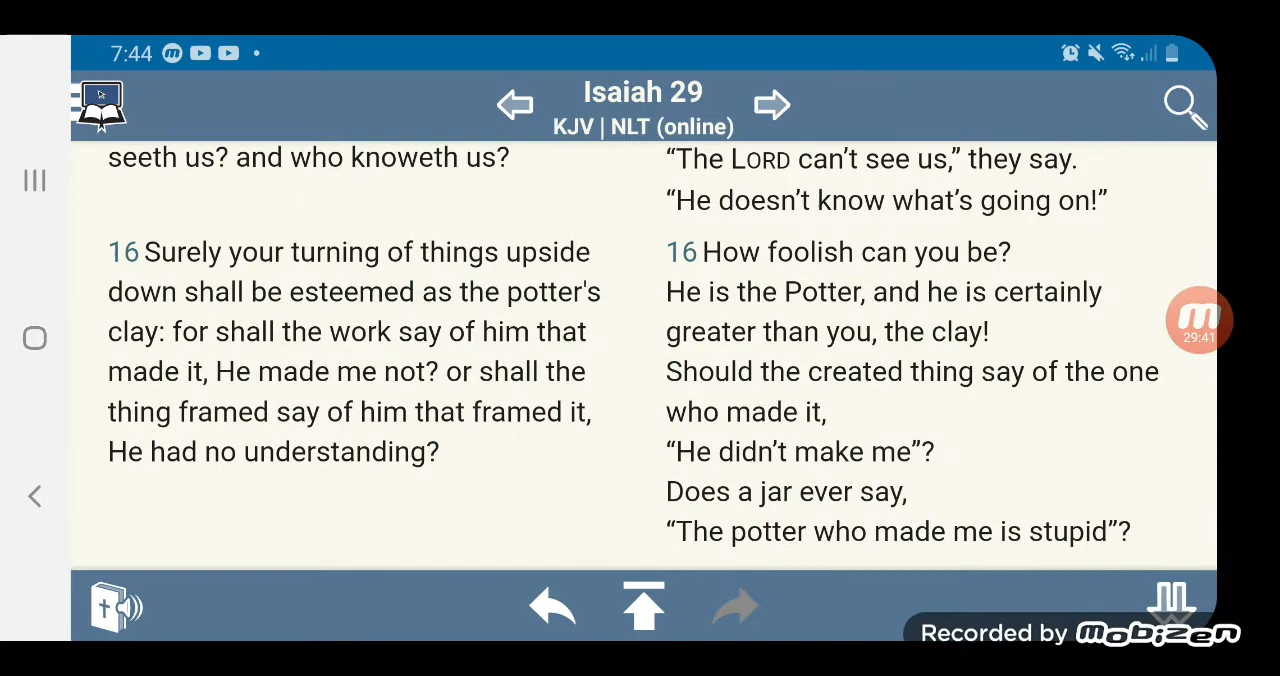 7:44
Isaiah 29
KJV | NLT (online)
seeth us? and who knoweth us?
16 Surely your turning of things upside
down shall be esteemed as the potter's
clay: for shall the work say of him that
made it, He made me not? or shall the
thing framed say of him that framed it,
He had no understanding?
“The LORD can’t see us,” they say.
“He doesn’t know what’s going on!”
16 How foolish can you be?
He is the Potter, and he is certainly
greater than you, the clay!
Should the created thing say of the one
who made it,
“He didn’t make me”?
Does a jar ever say,
“The potter who made me is stupid”?
29:41
Recorded by Mobizen